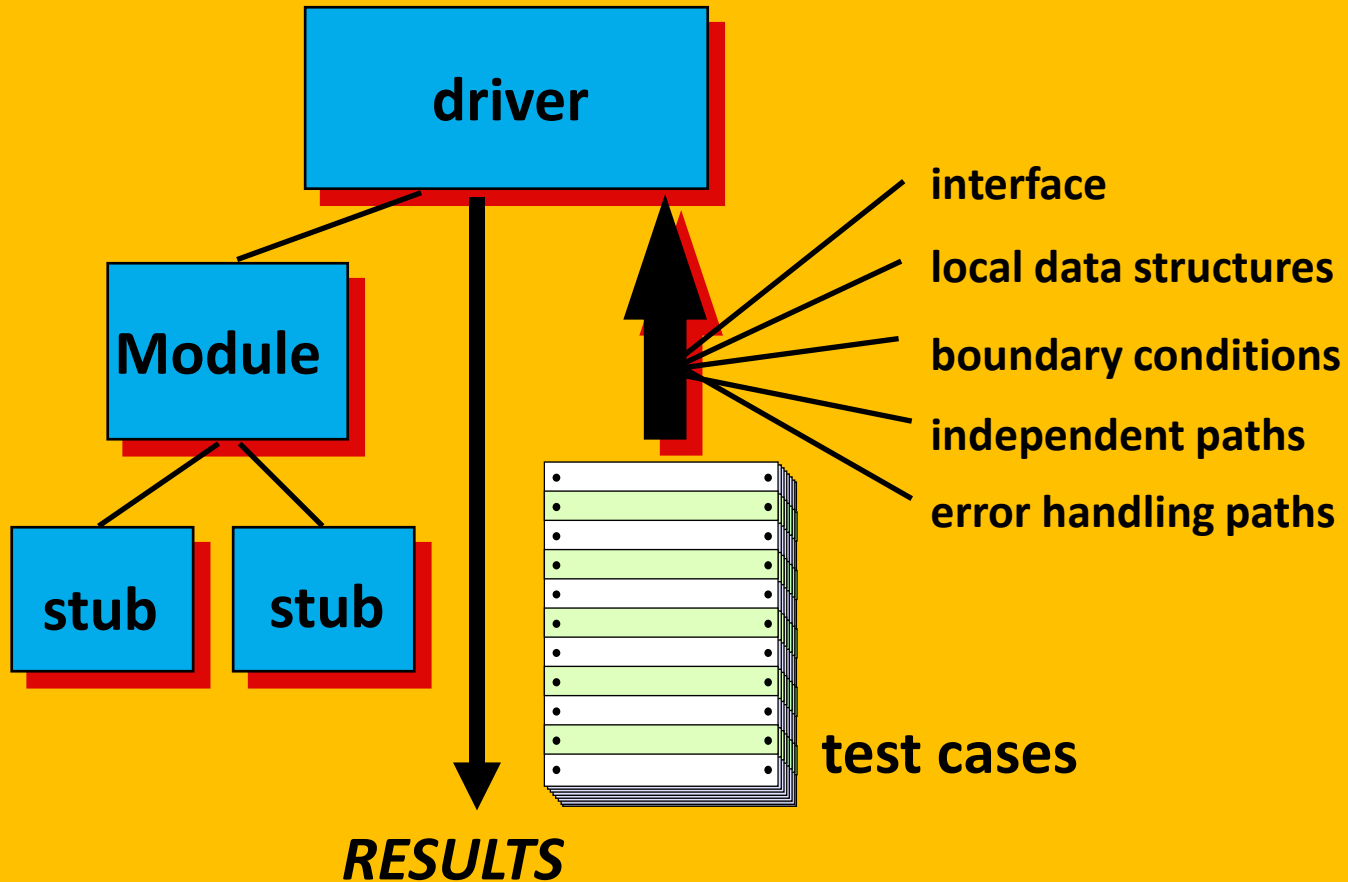 driver
interface
local data structures
Module
boundary conditions
independent paths
error handling paths
stub
stub
test cases
RESULTS